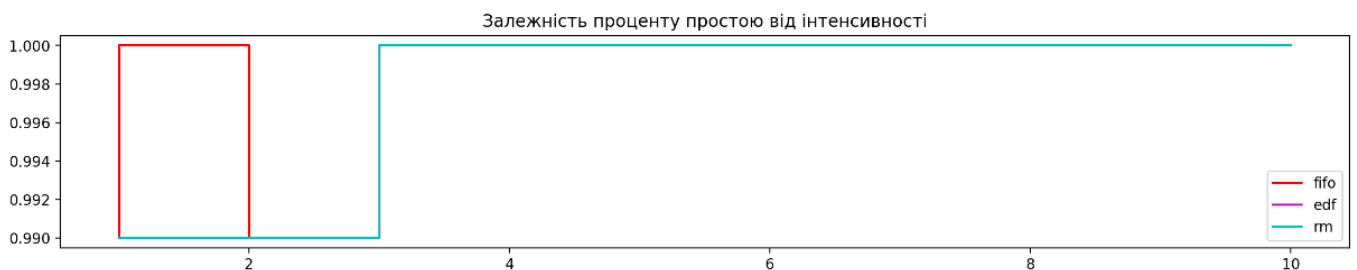 Залежність проценту простою від інтенсивності
1.000
0.998
0.996
0.994
0.992
0.990
fifo
edf
rm
2 4 6 8 10